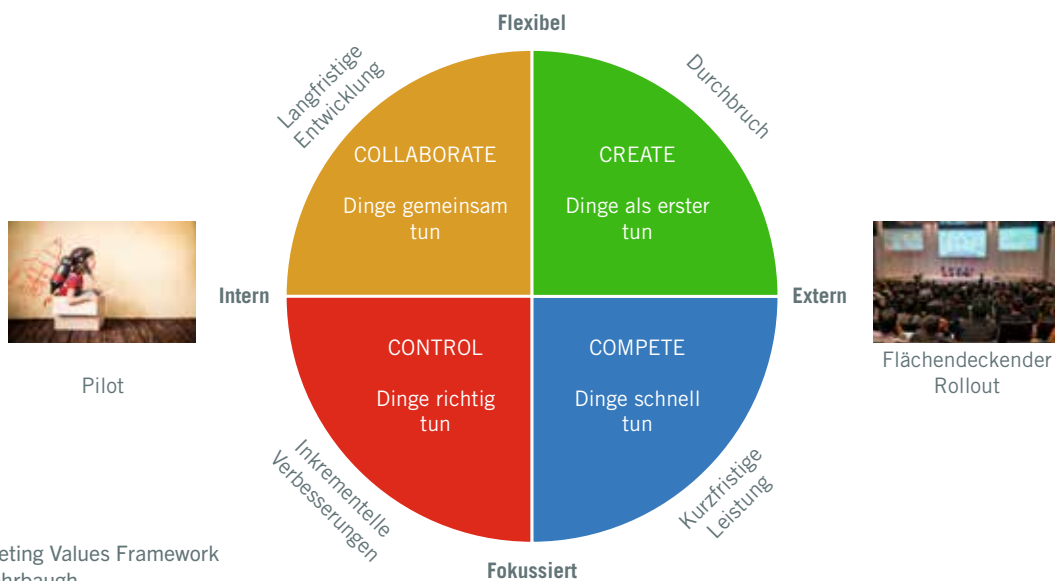 Flexibel
Langfristige
Entwicklung
Durchbruch
COLLABORATE
Dinge gemeinsam
tun
CREATE
Dinge als erster
tun
Intern
Extern
Pilot
Flächendeckender
Rollout
CONTROL
Dinge richtig
tun
COMPETE
Dinge schnell
tun
Inkrementelle
Verbesserungen
Kurzfristige
Leistung
Fokussiert
eting Values Framework
hrbaugh